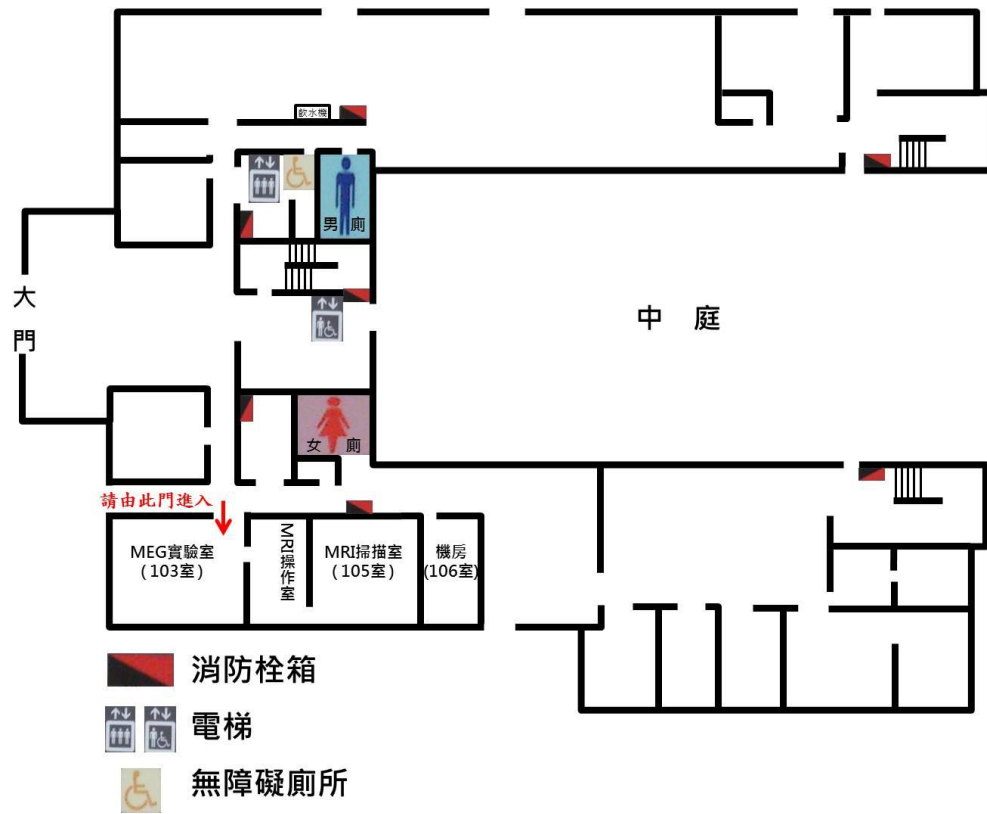 飲水機
男廁
大門
中庭
女廁
請由此門進入
MEG實驗室
(103室)
MRI操作室
MRI掃描室
(105室)
機房
(106室)
消防栓箱
電梯
無障礙廁所